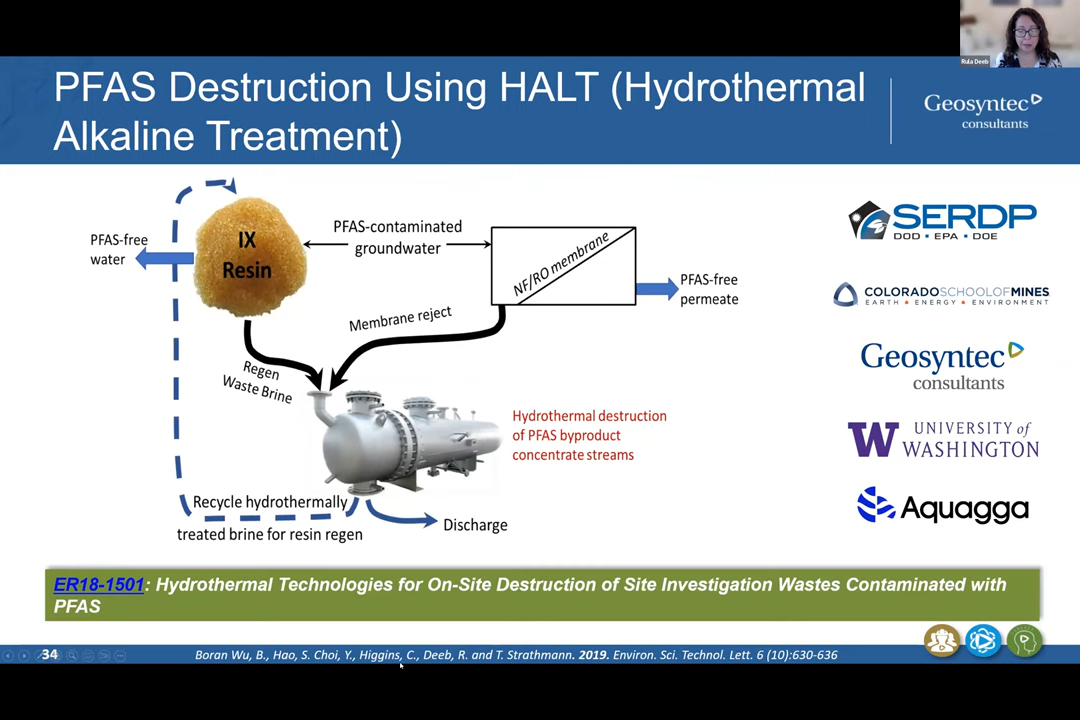 Rula Deeb
PFAS Destruction Using HALT (Hydrothermal
Alkaline Treatment)
Geosyntec
consultants
PFAS-free
water
IX
Resin
PFAS-contaminated
groundwater
NF/RO membrane
PFAS-free
permeate
Membrane reject
Regen
Waste Brine
Hydrothermal destruction
of PFAS byproduct
concentrate streams
Recycle hydrothermally
treated brine for resin regen
Discharge
SERDP
DOD • EPA • DOE
COLORADOSCHOOLOFMINES
EARTH • ENERGY • ENVIRONMENT
Geosyntec
consultants
W UNIVERSITY of
WASHINGTON
Aquagga
ER18-1501: Hydrothermal Technologies for On-Site Destruction of Site Investigation Wastes Contaminated with
PFAS
34
Boran Wu, B., Hao, S. Choi, Y., Higgins, C., Deeb, R. and T. Strathmann. 2019. Environ. Sci. Technol. Lett. 6 (10):630-636